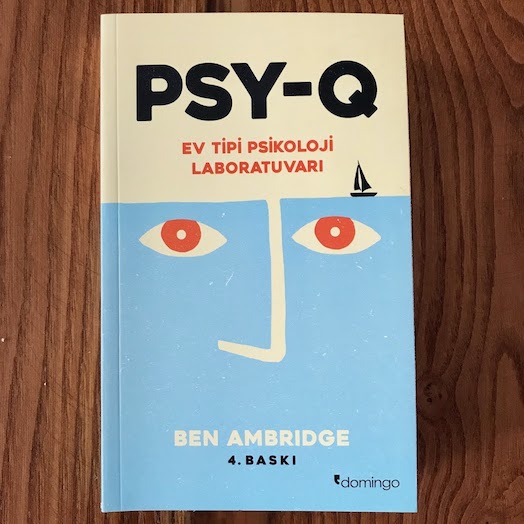 PSY-Q
EV TİPİ PSİKOLOJİ
LABORATUVARI
BEN AMBRIDGE
4. BASKI
domingo